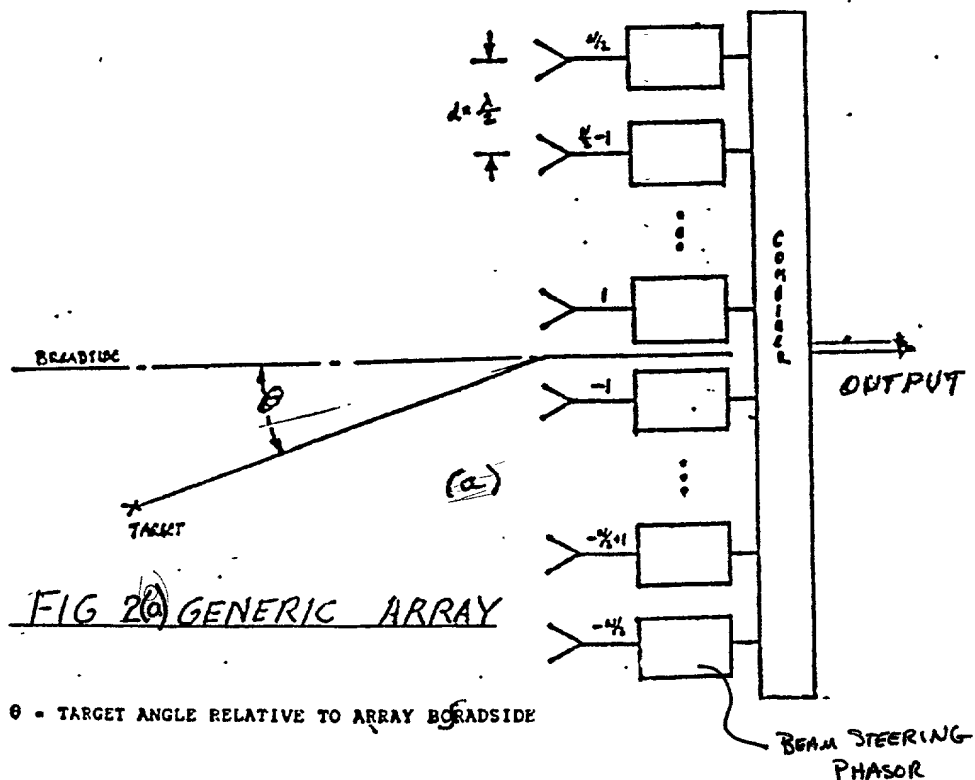 N/2
d = λ/2
N/2-1
1
COMBINER
BROADSIDE
θ
-1
OUTPUT
(a)
TARGET
-N/2+1
FIG 2(a) GENERIC ARRAY
-N/2
θ = TARGET ANGLE RELATIVE TO ARRAY BORADSIDE
BEAM STEERING
PHASOR